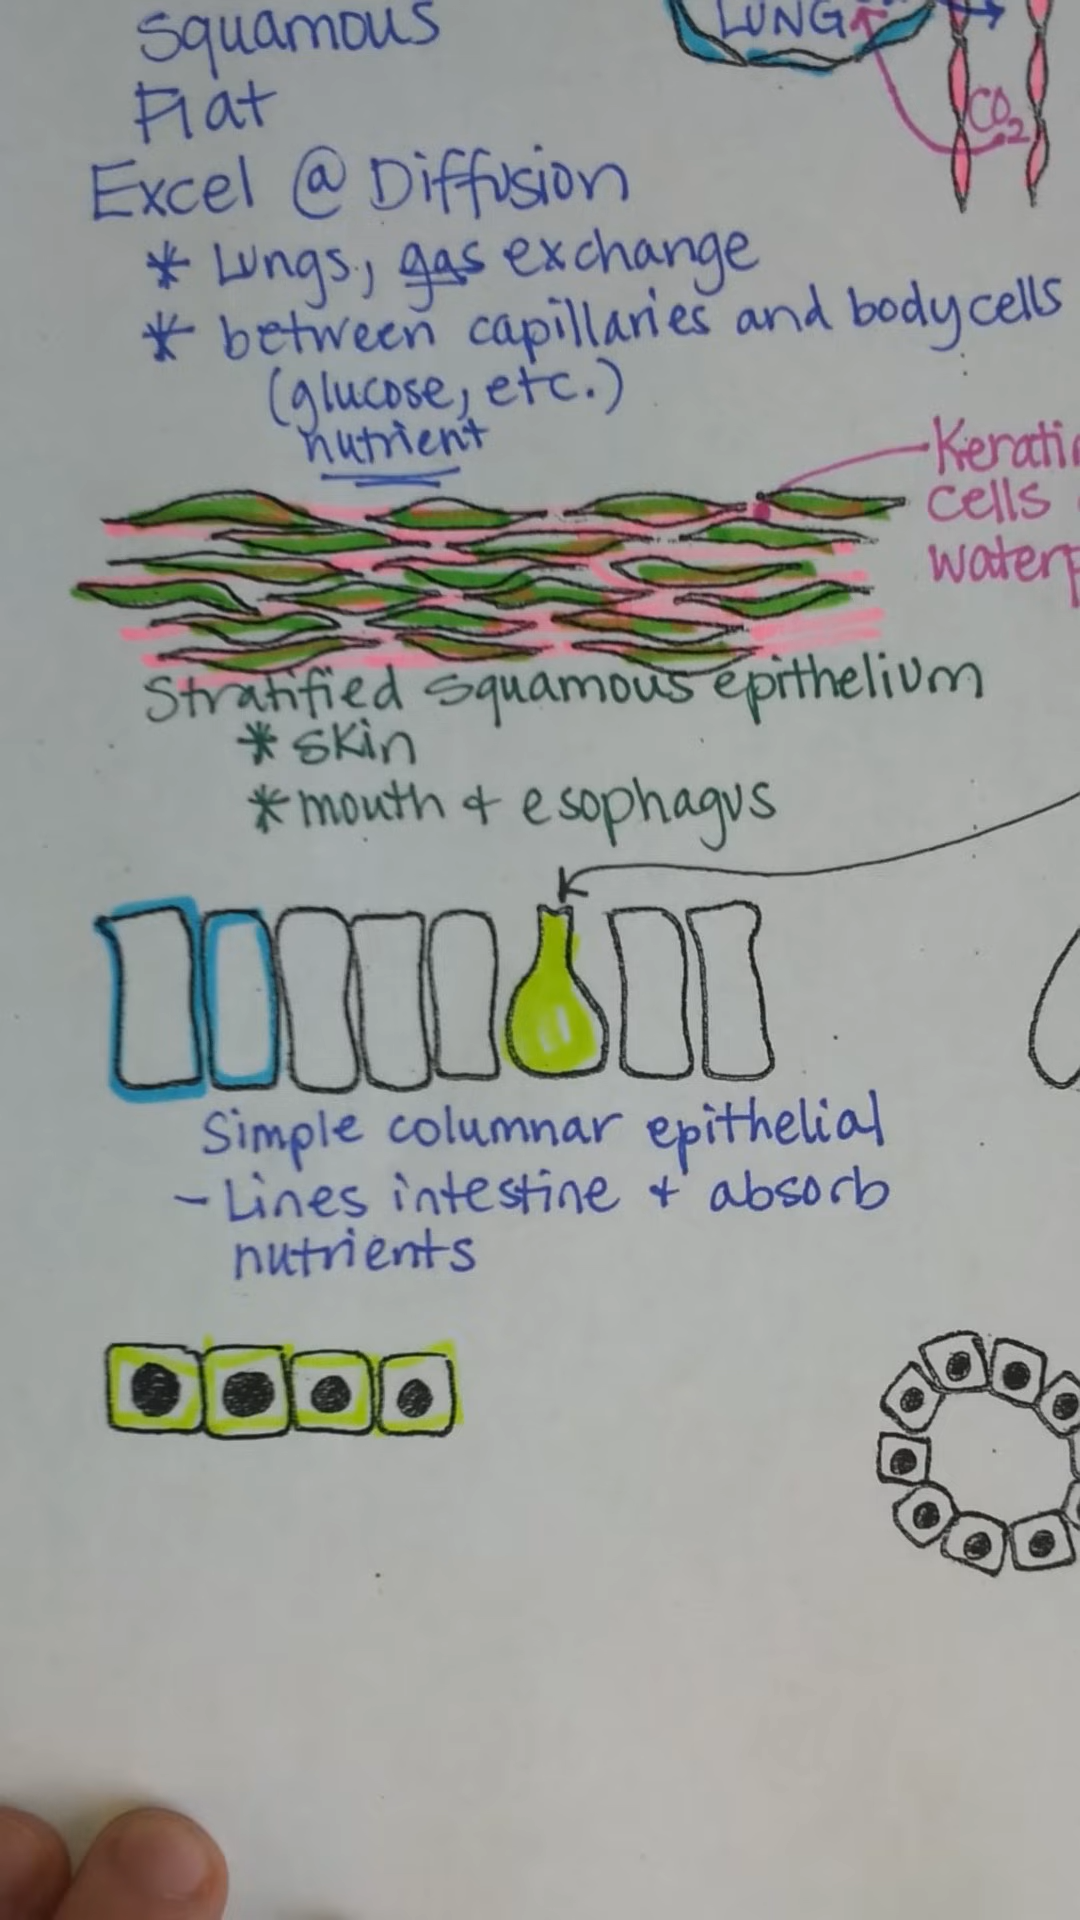 Squamous
Flat
LUNG
CO2
Excel @ Diffusion
* Lungs, gas exchange
* between capillaries and body cells
(glucose, etc.)
nutrient
cells
Stratified squamous epithelium
* skin
* mouth + esophagus
Simple columnar epithelial
- Lines intestine + absorb
nutrients